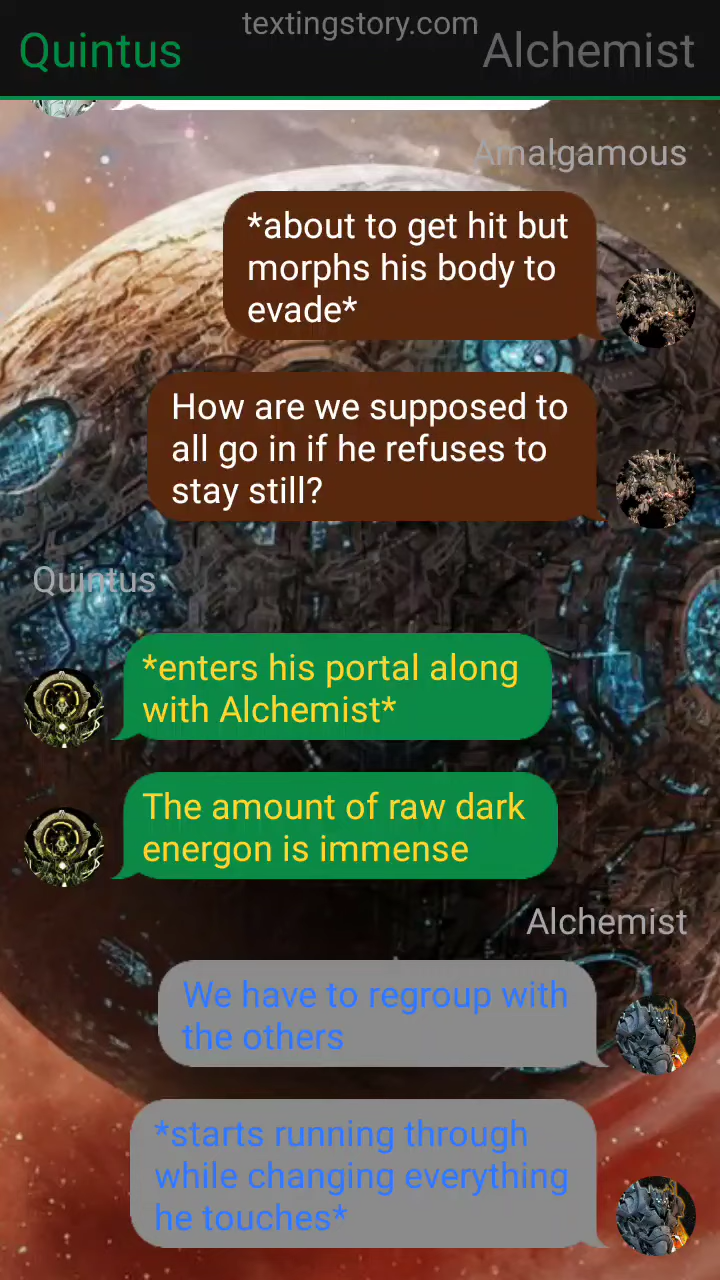 textingstory.com
Quintus
Alchemist
Amalgamous
*about to get hit but
morphs his body to
evade*
How are we supposed to
all go in if he refuses to
stay still?
Quintus
*enters his portal along
with Alchemist*
The amount of raw dark
energon is immense
Alchemist
We have to regroup with
the others
*starts running through
while changing everything
he touches*